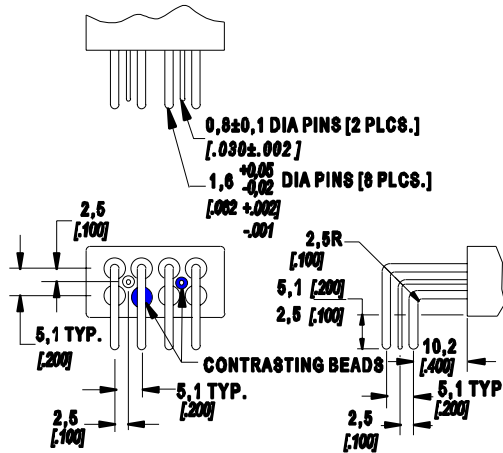 0,8±0,1 DIA PINS [2 PLCS.]
[.030±.002 ]
1,6 +0,05 -0,02 DIA PINS [8 PLCS.]
[.062 +.002]
-.001
2,5
[.100]
2,5R
[.100]
5,1 [.200]
2,5 [.100]
5,1 TYP.
[.200]
CONTRASTING BEADS
10,2
[.400]
5,1 TYP.
[.200]
5,1 TYP.
[.200]
2,5
[.100]
2,5
[.100]